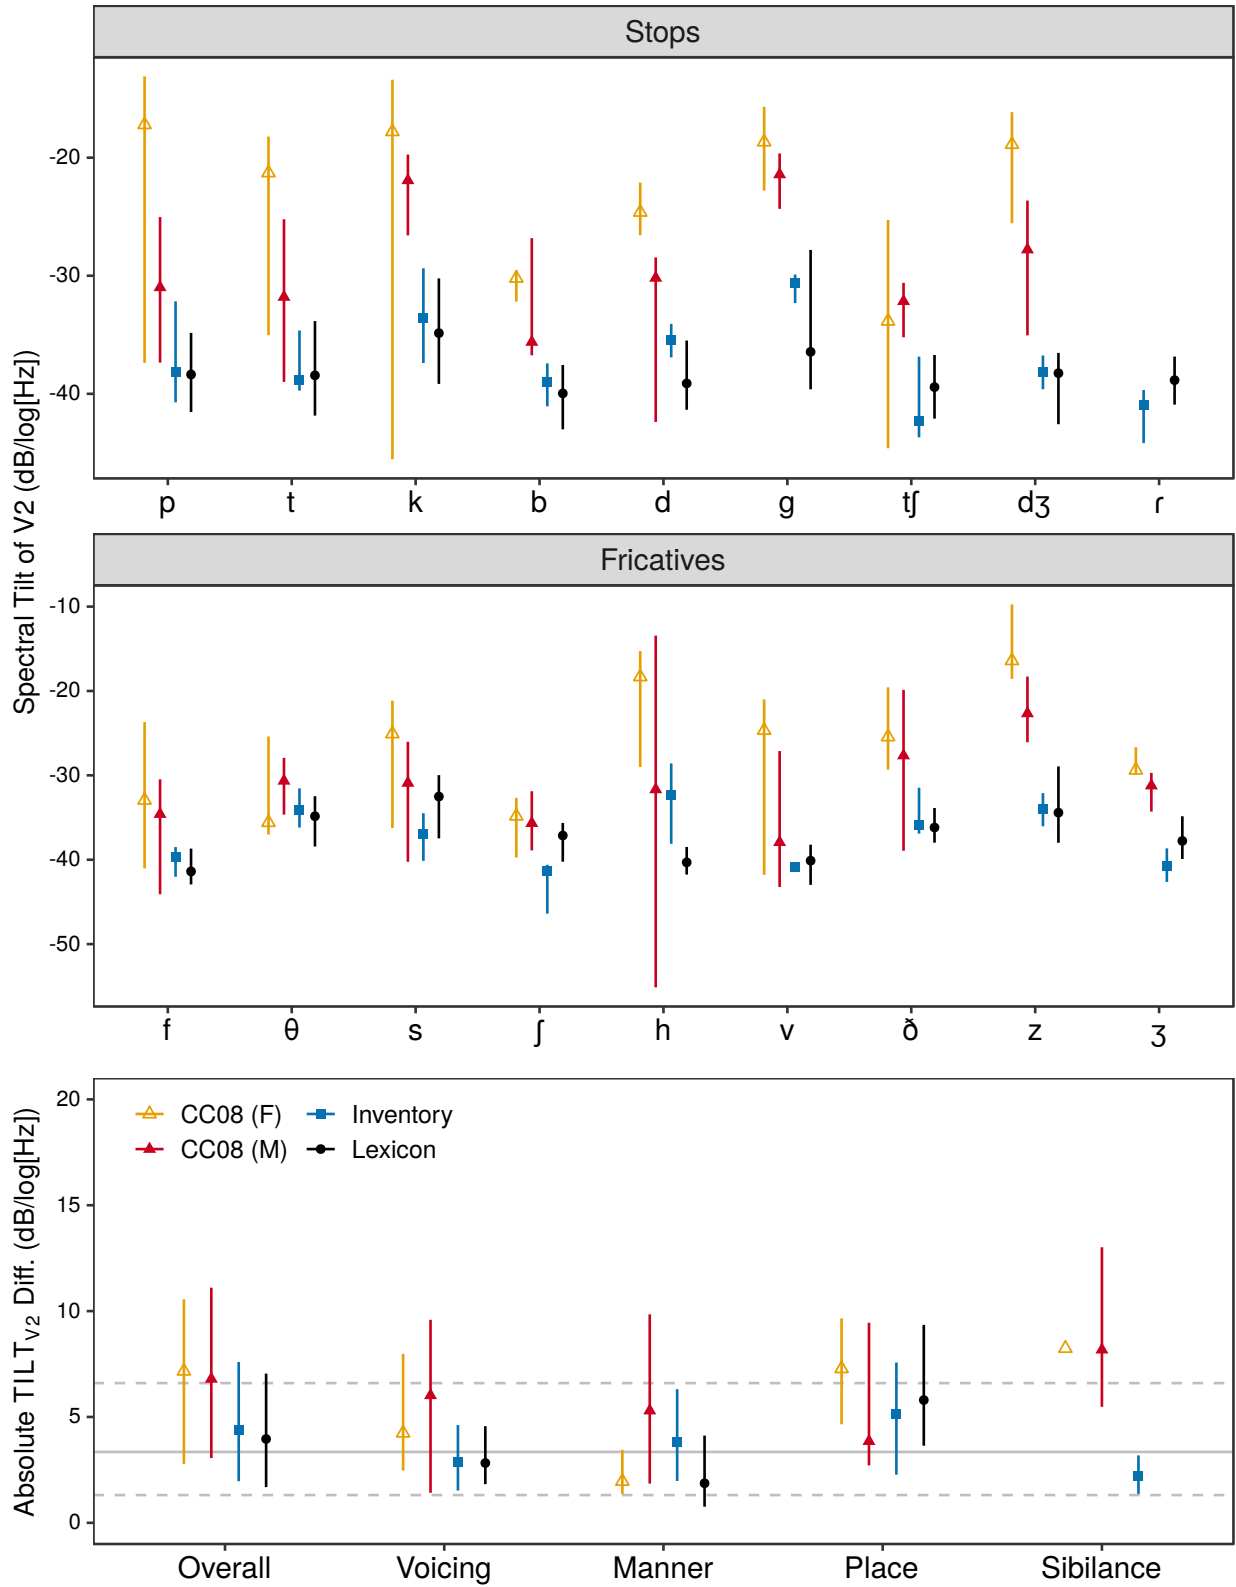 Stops
Spectral Tilt of V2 (dB/log[Hz])
-20
-30
-40
p t k b d g tʃ dʒ ɾ
Fricatives
-10
-20
-30
-40
-50
f θ s ʃ h v ð z ʒ
Absolute TILT_V2 Diff. (dB/log[Hz])
20
15
10
5
0
CC08 (F) Inventory
CC08 (M) Lexicon
Overall Voicing Manner Place Sibilance